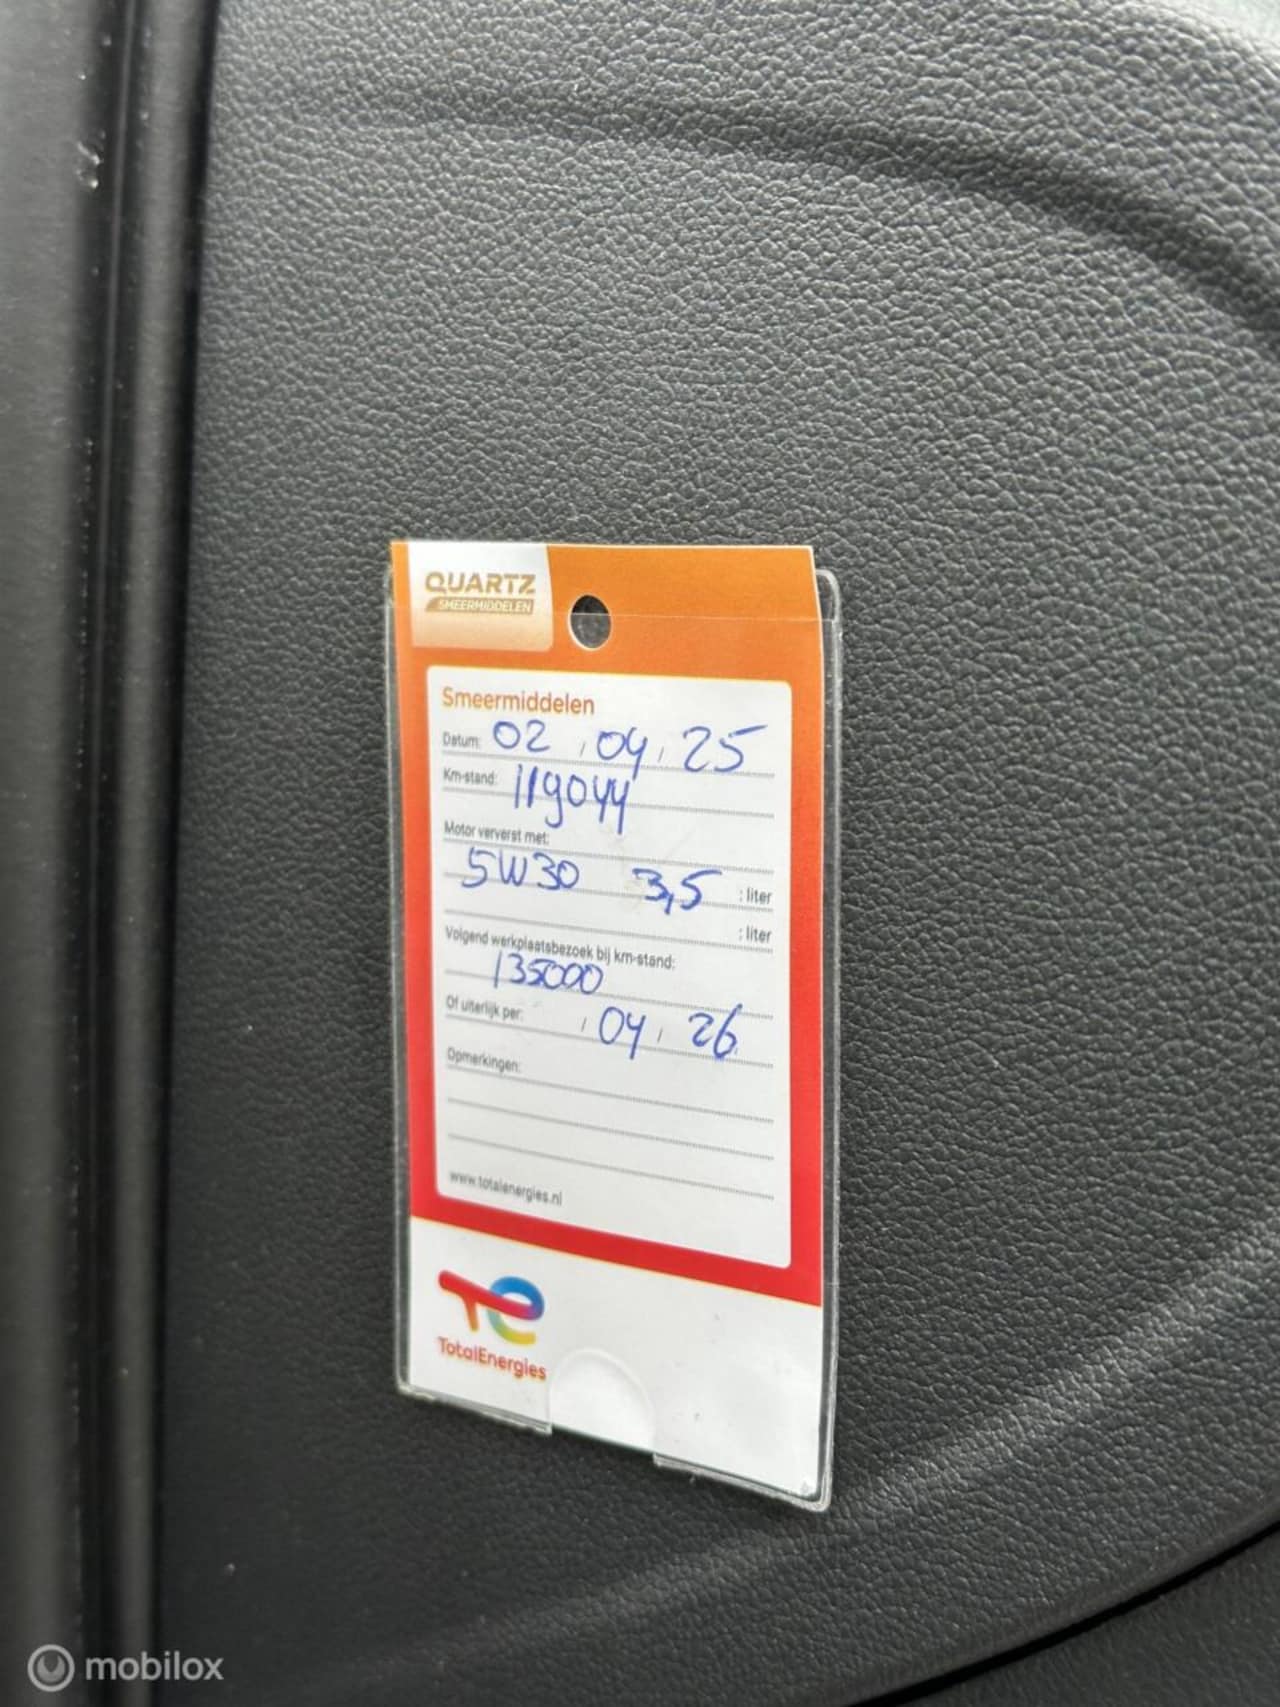 QUARTZ
SMEERMIDDELEN
Smeermiddelen
Datum: 02 / 04 / 25
Km-stand: 119044
Motor ververst met:
5W30 3,5 : liter
: liter
Volgend werkplaatsbezoek bij km-stand:
135000
Of uiterlijk per: / 04 / 26
Opmerkingen:
www.totalenergies.nl
TotalEnergies
mobilox